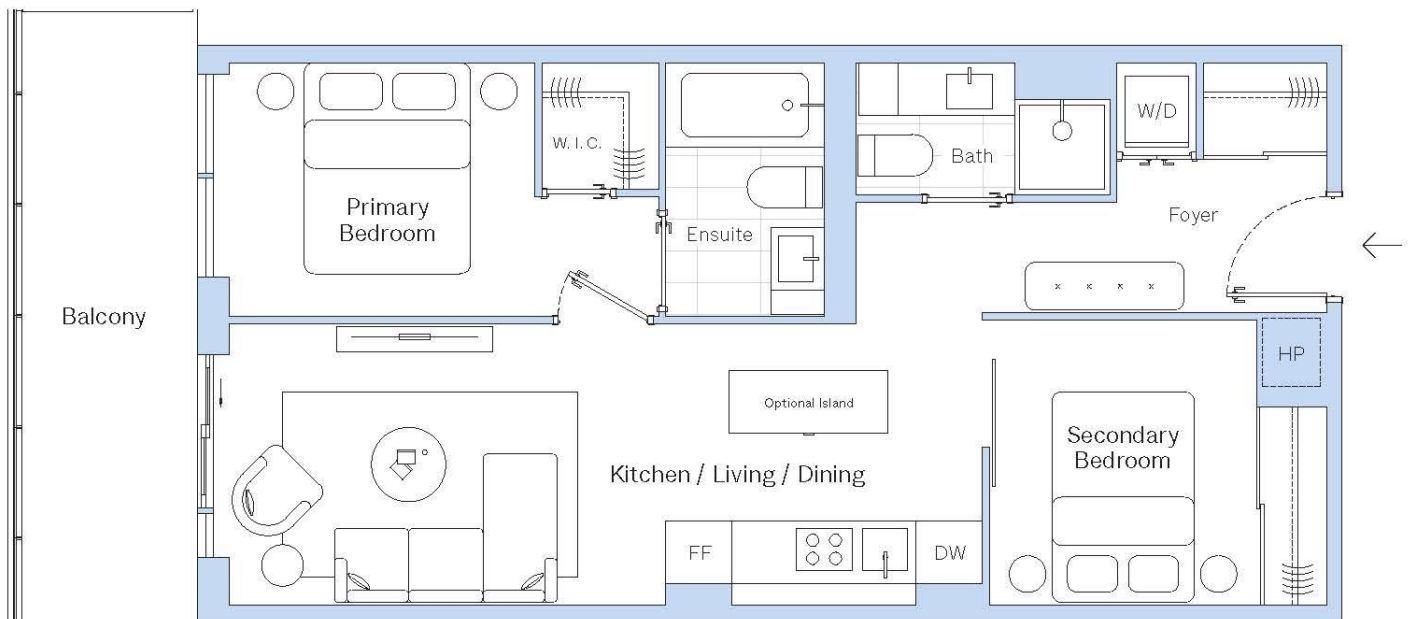 W.I.C.
W/D
Bath
Primary
Bedroom
Ensuite
Foyer
Balcony
HP
Optional Island
Secondary
Bedroom
Kitchen / Living / Dining
FF
DW